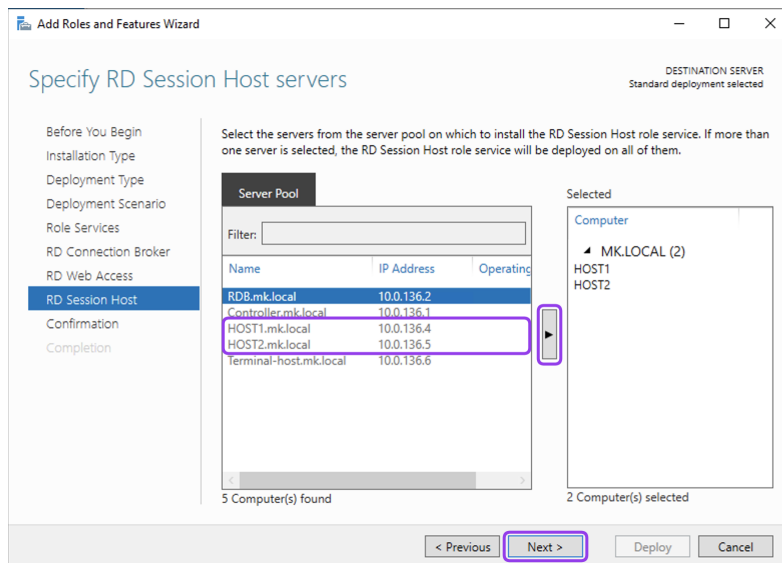 Add Roles and Features Wizard
Specify RD Session Host servers
DESTINATION SERVER
Standard deployment selected
Before You Begin
Installation Type
Deployment Type
Deployment Scenario
Role Services
RD Connection Broker
RD Web Access
RD Session Host
Confirmation
Completion
Select the servers from the server pool on which to install the RD Session Host role service. If more than
one server is selected, the RD Session Host role service will be deployed on all of them.
Server Pool
Filter:
Name IP Address Operating
RDB.mk.local 10.0.136.2
Controller.mk.local 10.0.136.1
HOST1.mk.local 10.0.136.4
HOST2.mk.local 10.0.136.5
Terminal-host.mk.local 10.0.136.6
5 Computer(s) found
Selected
Computer
MK.LOCAL (2)
HOST1
HOST2
2 Computer(s) selected
< Previous Next > Deploy Cancel